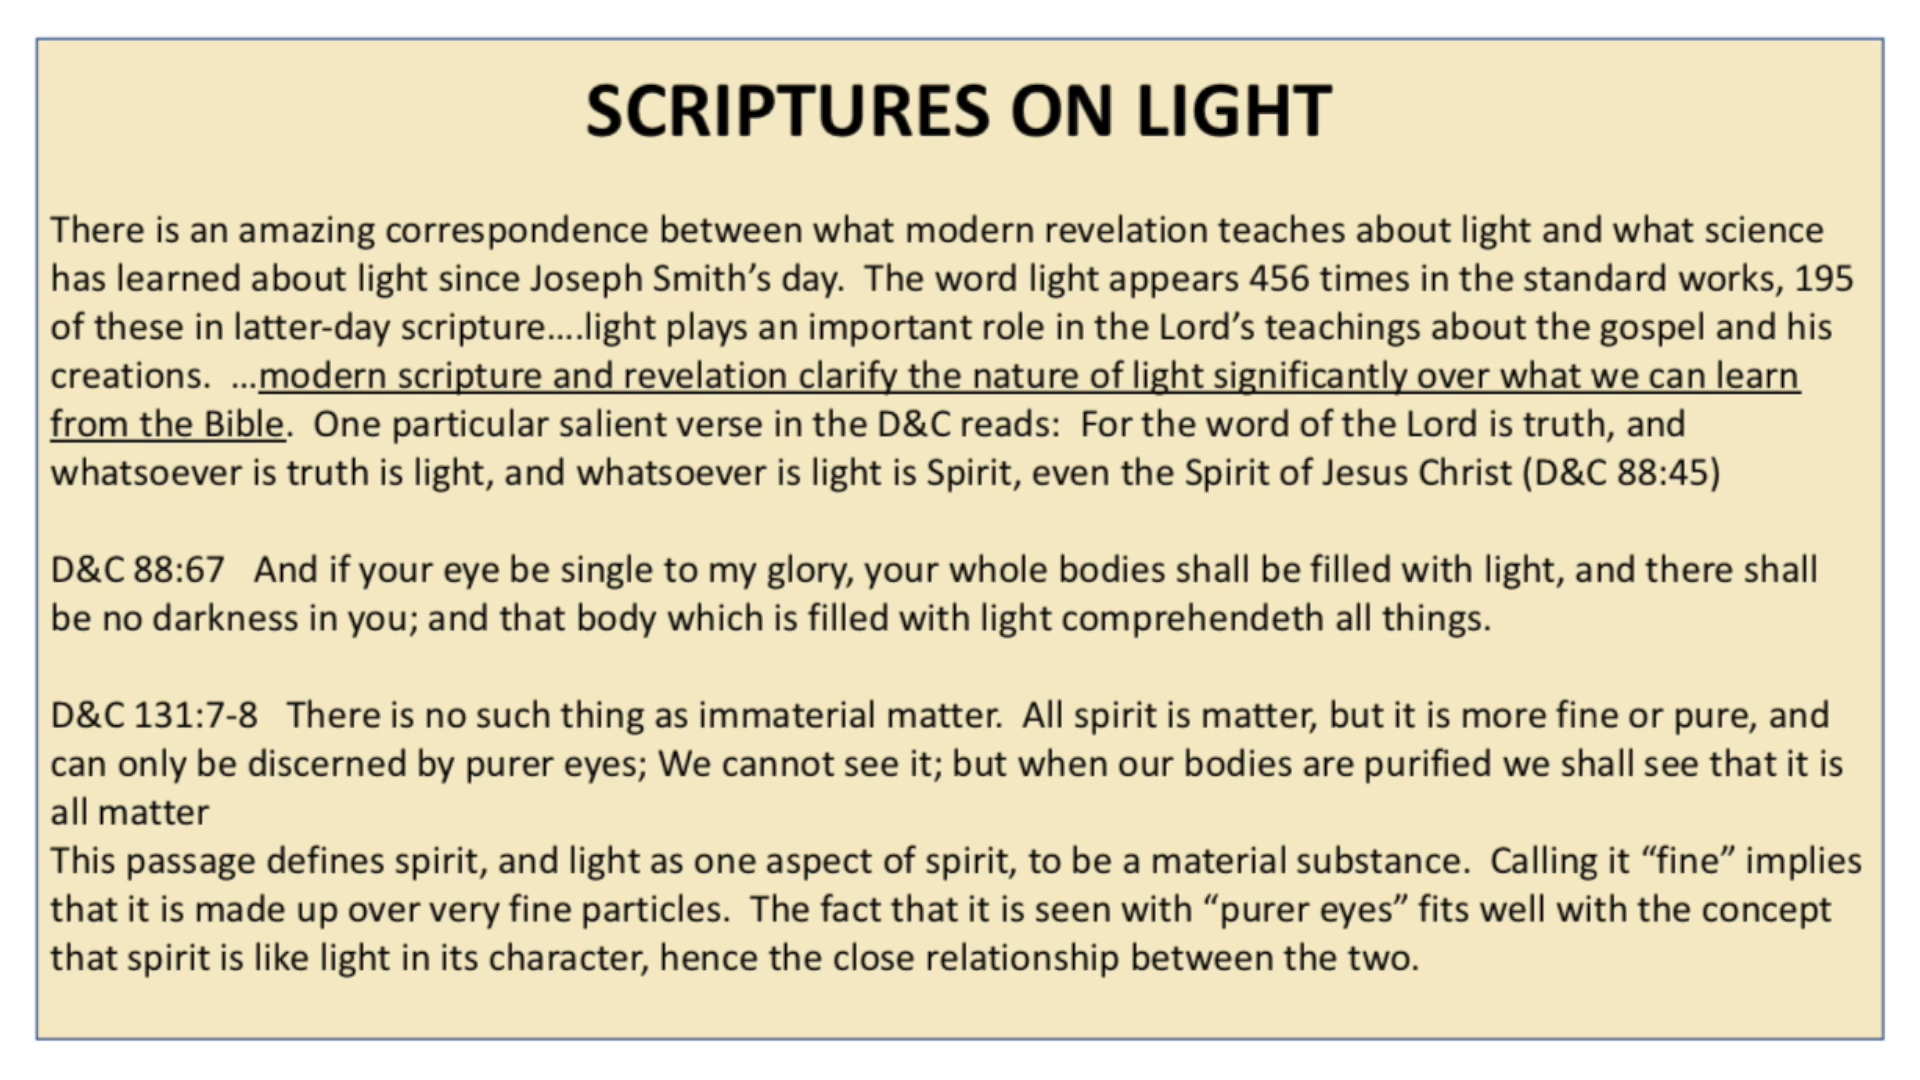 SCRIPTURES ON LIGHT
There is an amazing correspondence between what modern revelation teaches about light and what science
has learned about light since Joseph Smith’s day.  The word light appears 456 times in the standard works, 195
of these in latter-day scripture....light plays an important role in the Lord’s teachings about the gospel and his
creations.  ...modern scripture and revelation clarify the nature of light significantly over what we can learn
from the Bible.  One particular salient verse in the D&C reads:  For the word of the Lord is truth, and
whatsoever is truth is light, and whatsoever is light is Spirit, even the Spirit of Jesus Christ (D&C 88:45)
D&C 88:67   And if your eye be single to my glory, your whole bodies shall be filled with light, and there shall
be no darkness in you; and that body which is filled with light comprehendeth all things.
D&C 131:7-8   There is no such thing as immaterial matter.  All spirit is matter, but it is more fine or pure, and
can only be discerned by purer eyes; We cannot see it; but when our bodies are purified we shall see that it is
all matter
This passage defines spirit, and light as one aspect of spirit, to be a material substance.  Calling it “fine” implies
that it is made up over very fine particles.  The fact that it is seen with “purer eyes” fits well with the concept
that spirit is like light in its character, hence the close relationship between the two.